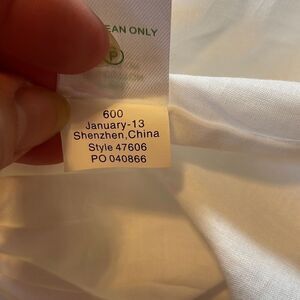 EAN ONLY
P
600
January-13
Shenzhen,China
Style 47606
PO 040866